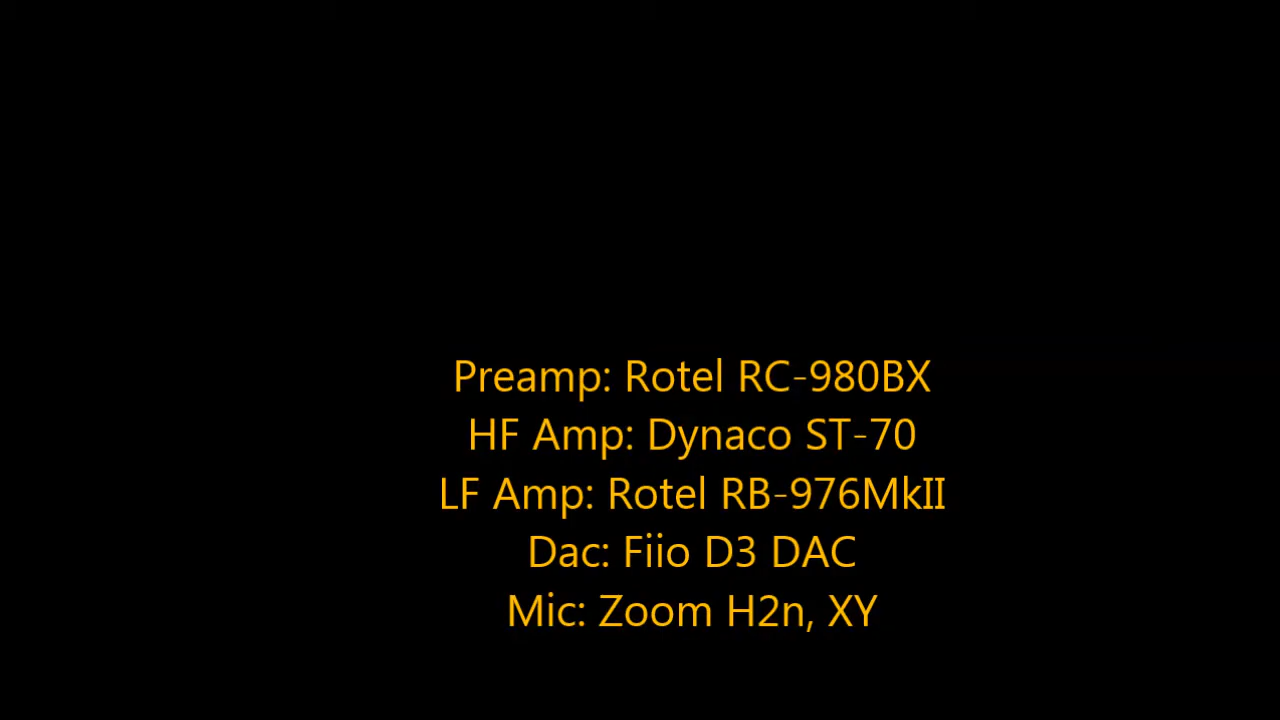 Preamp: Rotel RC-980BX
HF Amp: Dynaco ST-70
LF Amp: Rotel RB-976MkII
Dac: Fiio D3 DAC
Mic: Zoom H2n, XY